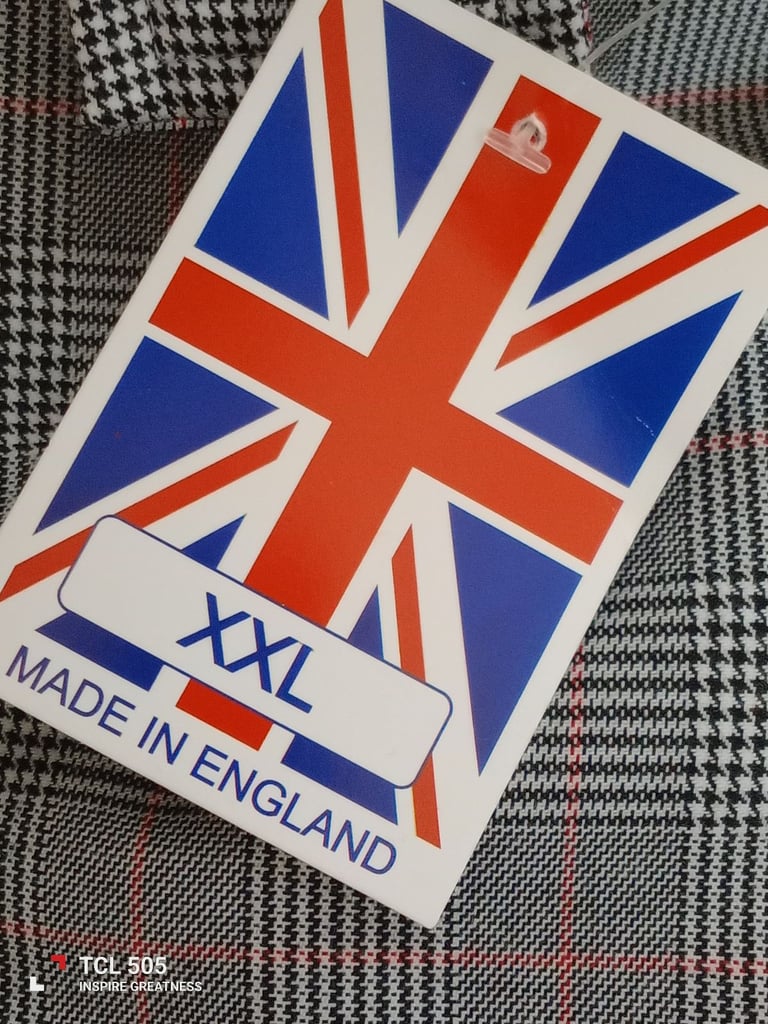 XXL
MADE IN ENGLAND
TCL 505
INSPIRE GREATNESS